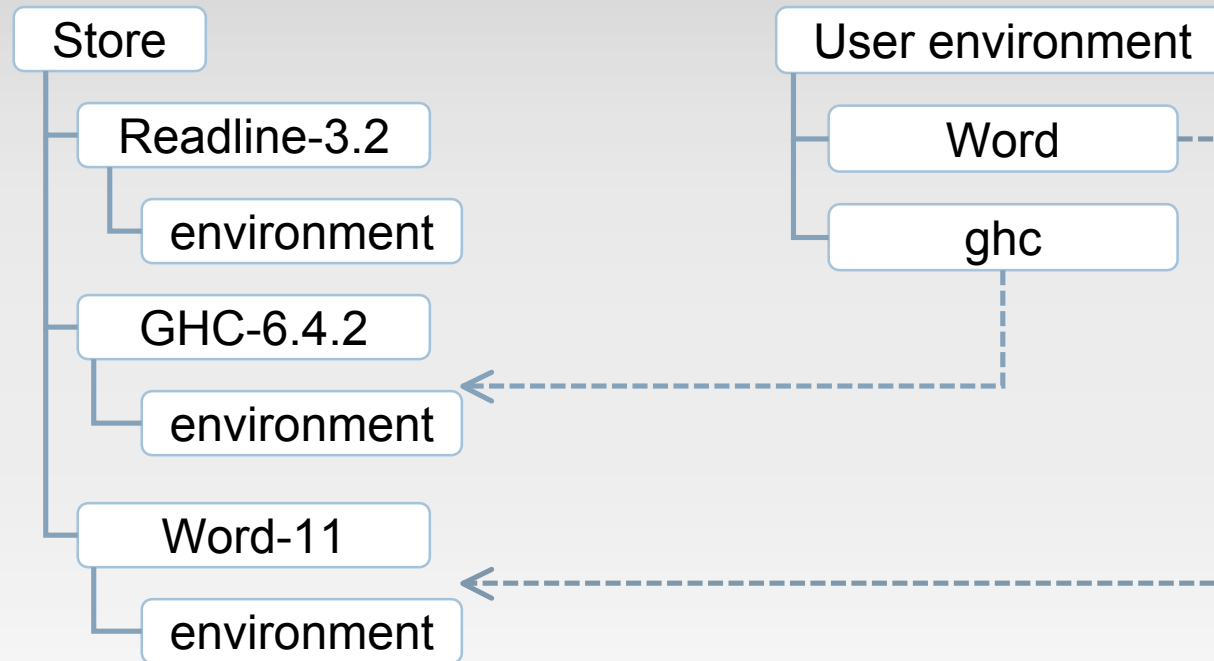 Store
Readline-3.2
environment
GHC-6.4.2
environment
Word-11
environment
User environment
Word
ghc